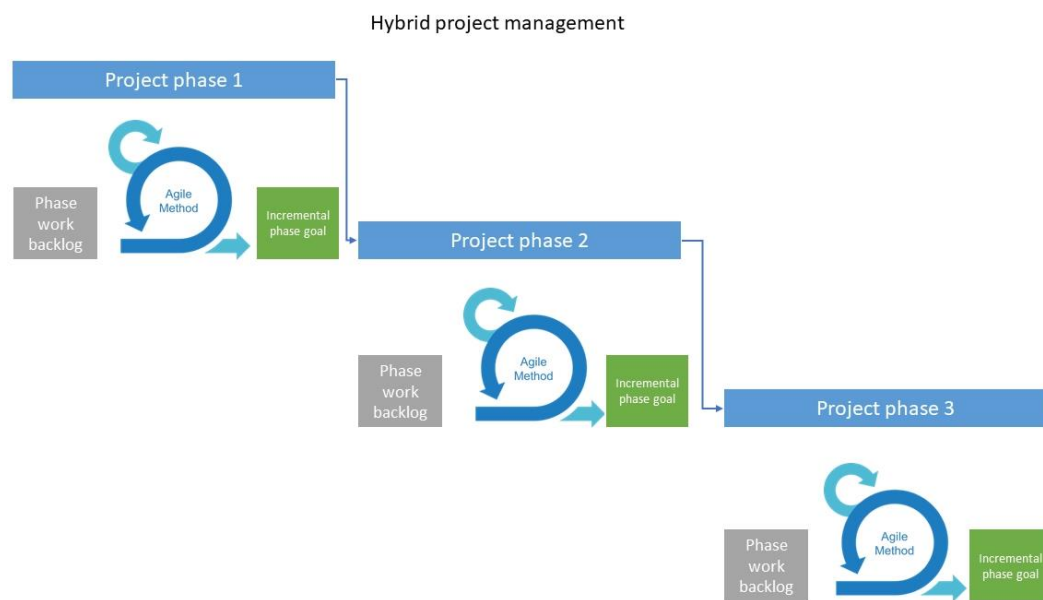 Hybrid project management
Project phase 1
Agile
Method
Phase
work
backlog
Incremental
phase goal
Project phase 2
Agile
Method
Phase
work
backlog
Incremental
phase goal
Project phase 3
Agile
Method
Phase
work
backlog
Incremental
phase goal